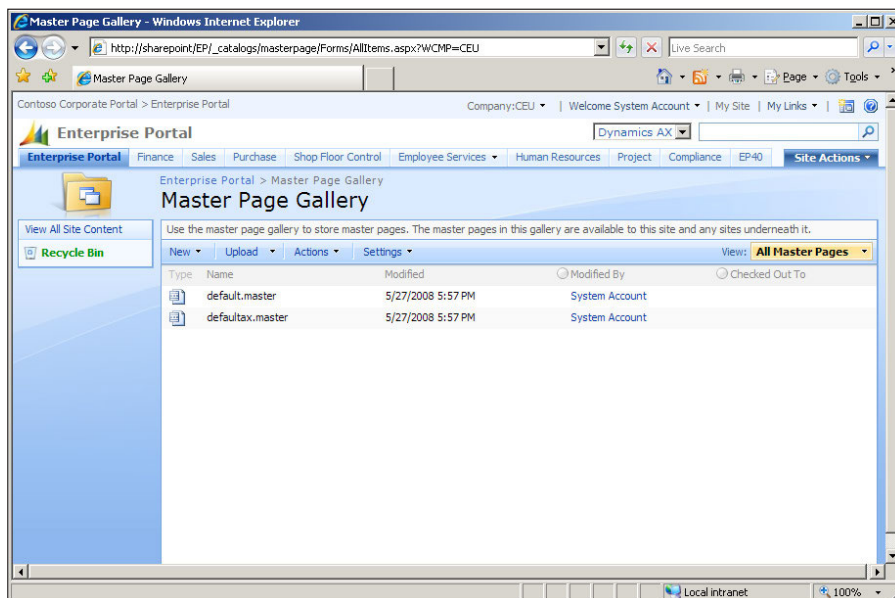 Master Page Gallery - Windows Internet Explorer
http://sharepoint/EP/_catalogs/masterpage/Forms/AllItems.aspx?WCMP=CEU
Live Search
Master Page Gallery
Page
Tools
Contoso Corporate Portal > Enterprise Portal
Company:CEU | Welcome System Account | My Site | My Links |
Enterprise Portal
Dynamics AX
Enterprise Portal Finance Sales Purchase Shop Floor Control Employee Services Human Resources Project Compliance EP40 Site Actions
Enterprise Portal > Master Page Gallery
Master Page Gallery
View All Site Content
Recycle Bin
Use the master page gallery to store master pages. The master pages in this gallery are available to this site and any sites underneath it.
New Upload Actions Settings View: All Master Pages
Type Name Modified Modified By Checked Out To
default.master 5/27/2008 5:57 PM System Account
defaultax.master 5/27/2008 5:57 PM System Account
Local intranet 100%